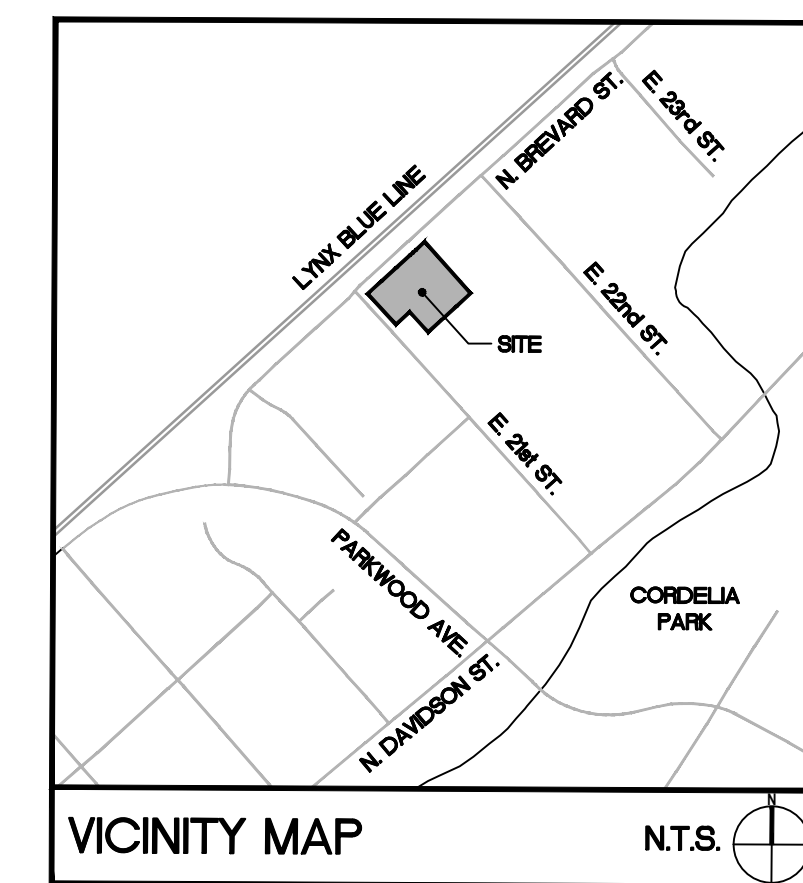 E. 23rd ST.
N. BREVARD ST.
LYNX BLUE LINE
E. 22nd ST.
SITE
E. 21st ST.
PARKWOOD AVE.
CORDELIA
PARK
N. DAVIDSON ST.
VICINITY MAP
N.T.S.
N